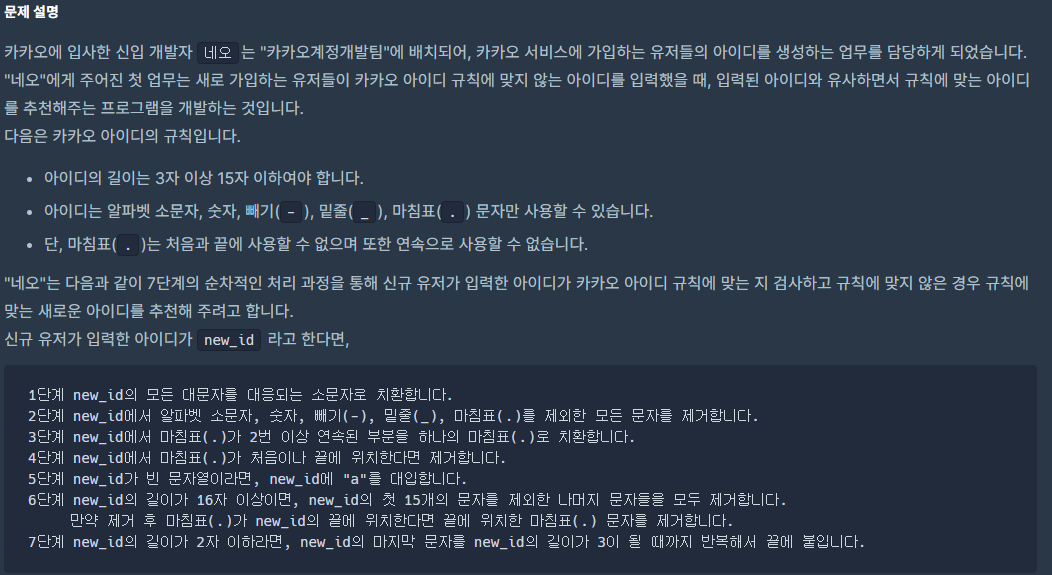 문제 설명
카카오에 입사한 신입 개발자 네오 는 "카카오계정개발팀"에 배치되어, 카카오 서비스에 가입하는 유저들의 아이디를 생성하는 업무를 담당하게 되었습니다.
"네오"에게 주어진 첫 업무는 새로 가입하는 유저들이 카카오 아이디 규칙에 맞지 않는 아이디를 입력했을 때, 입력된 아이디와 유사하면서 규칙에 맞는 아이디
를 추천해주는 프로그램을 개발하는 것입니다.
다음은 카카오 아이디의 규칙입니다.
• 아이디의 길이는 3자 이상 15자 이하여야 합니다.
• 아이디는 알파벳 소문자, 숫자, 빼기( - ), 밑줄( _ ), 마침표( . ) 문자만 사용할 수 있습니다.
• 단, 마침표( . )는 처음과 끝에 사용할 수 없으며 또한 연속으로 사용할 수 없습니다.
"네오"는 다음과 같이 7단계의 순차적인 처리 과정을 통해 신규 유저가 입력한 아이디가 카카오 아이디 규칙에 맞는 지 검사하고 규칙에 맞지 않은 경우 규칙에
맞는 새로운 아이디를 추천해 주려고 합니다.
신규 유저가 입력한 아이디가 new_id 라고 한다면,
1단계 new_id의 모든 대문자를 대응되는 소문자로 치환합니다.
2단계 new_id에서 알파벳 소문자, 숫자, 빼기(-), 밑줄(_), 마침표(.)를 제외한 모든 문자를 제거합니다.
3단계 new_id에서 마침표(.)가 2번 이상 연속된 부분을 하나의 마침표(.)로 치환합니다.
4단계 new_id에서 마침표(.)가 처음이나 끝에 위치한다면 제거합니다.
5단계 new_id가 빈 문자열이라면, new_id에 "a"를 대입합니다.
6단계 new_id의 길이가 16자 이상이면, new_id의 첫 15개의 문자를 제외한 나머지 문자들을 모두 제거합니다.
만약 제거 후 마침표(.)가 new_id의 끝에 위치한다면 끝에 위치한 마침표(.) 문자를 제거합니다.
7단계 new_id의 길이가 2자 이하라면, new_id의 마지막 문자를 new_id의 길이가 3이 될 때까지 반복해서 끝에 붙입니다.